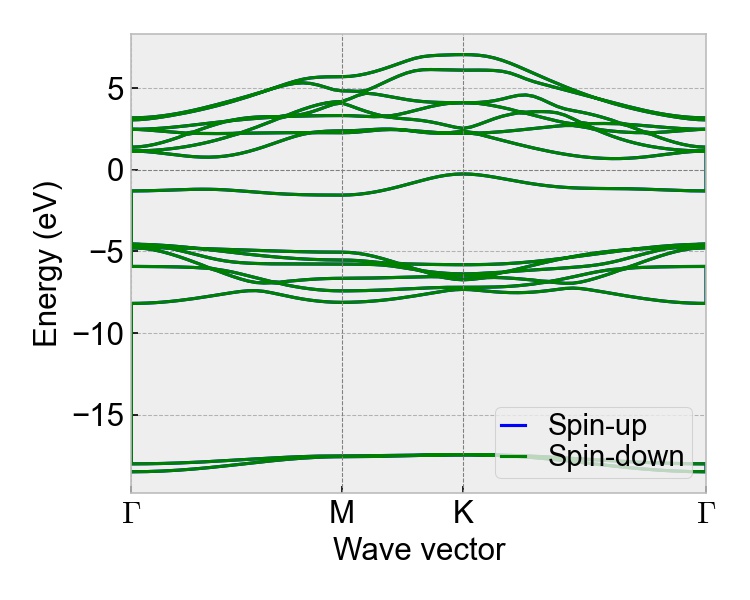 Energy (eV)
5
0
−5
−10
−15
Spin-up
Spin-down
Γ M K Γ
Wave vector